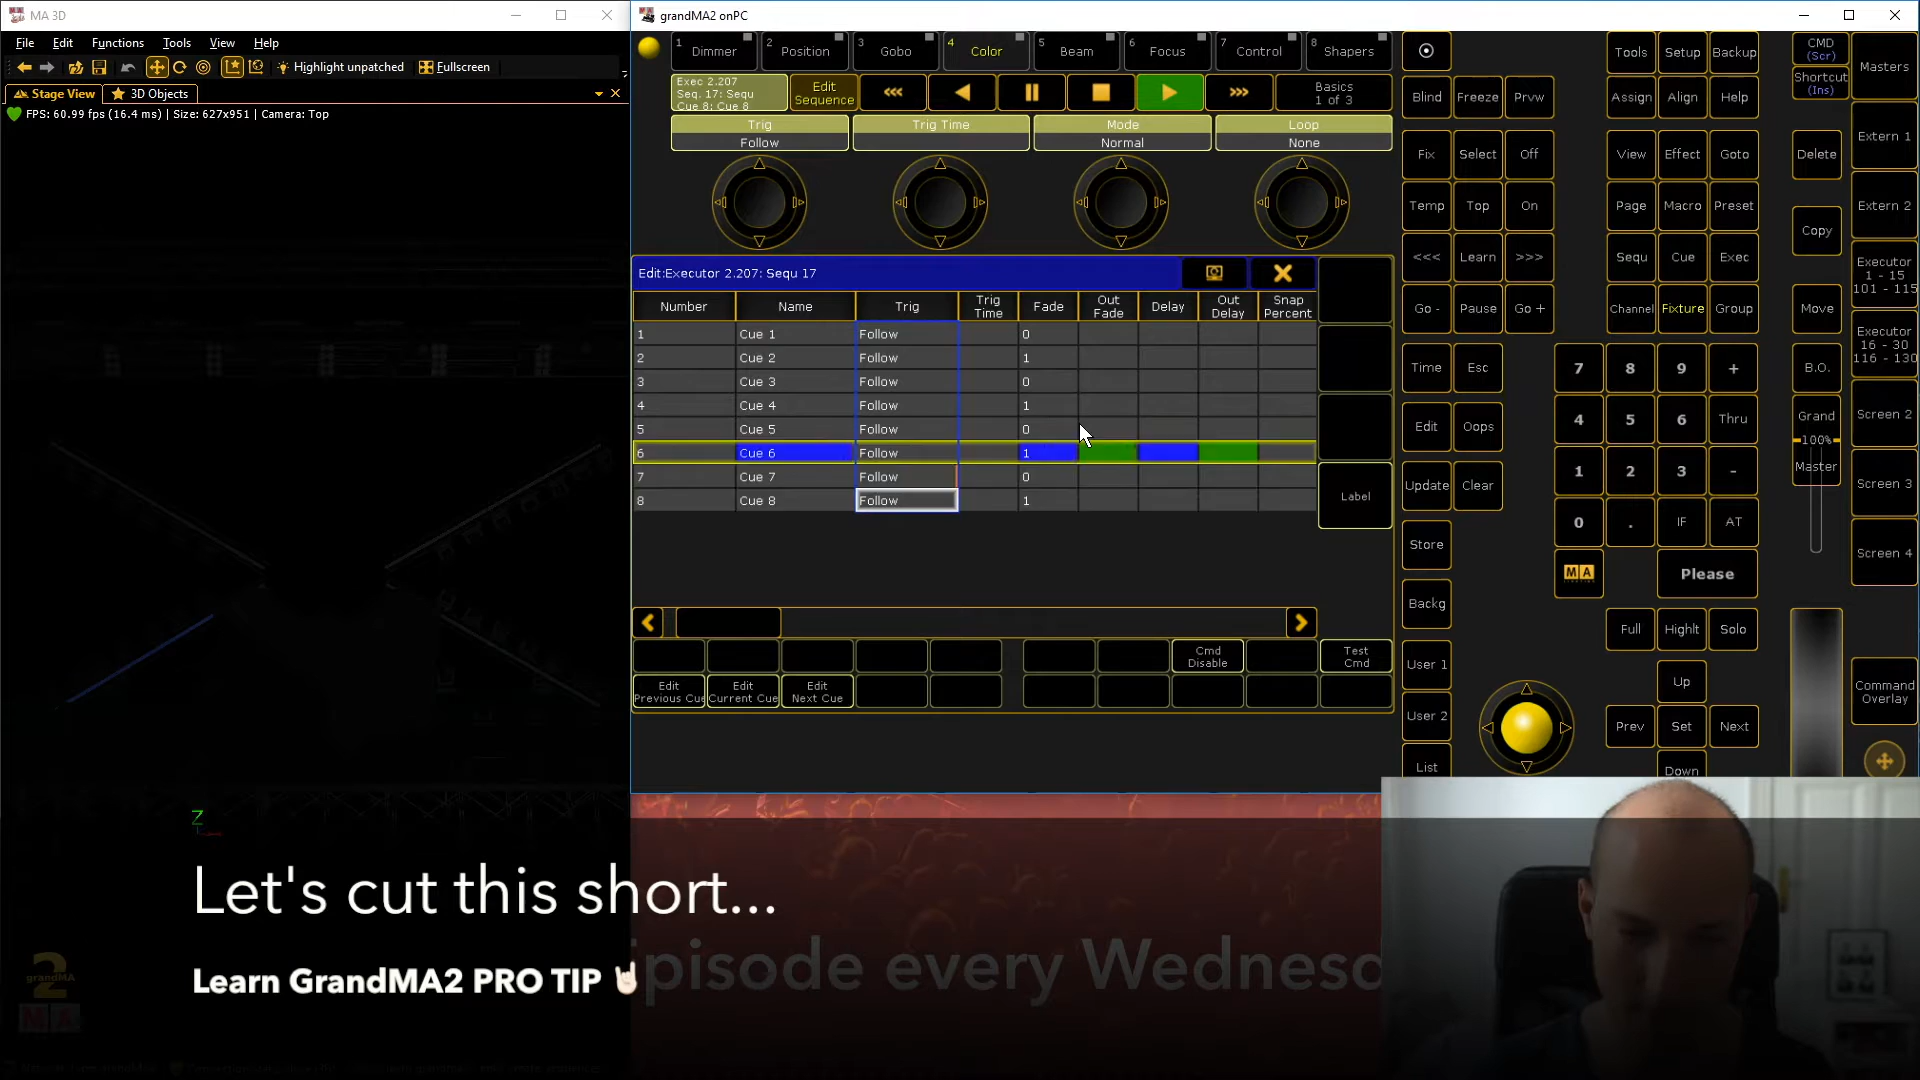 MA 3D
File Edit Functions Tools View Help
Highlight unpatched Fullscreen
Stage View 3D Objects
FPS: 60.99 fps (16.4 ms) | Size: 627x951 | Camera: Top
Z
grandMA
2
MA
grandMA2 onPC
1 Dimmer 2 Position 3 Gobo 4 Color 5 Beam 6 Focus 7 Control 8 Shapers
Exec 2.207
Seq. 17: Sequ
Cue 8: Cue 8
Edit
Sequence
Basics
1 of 3
Trig Trig Time Mode Loop
Follow Normal None
Edit:Executor 2.207: Sequ 17
Number Name Trig Trig Time Fade Out Fade Delay Out Delay Snap Percent
1 Cue 1 Follow 0
2 Cue 2 Follow 1
3 Cue 3 Follow 0
4 Cue 4 Follow 1
5 Cue 5 Follow 0
6 Cue 6 Follow 1
7 Cue 7 Follow 0
8 Cue 8 Follow 1
Label
Cmd
Disable
Test
Cmd
Edit
Previous Cue
Edit
Current Cue
Edit
Next Cue
Tools Setup Backup
Blind Freeze Prvw Assign Align Help
Fix Select Off View Effect Goto
Temp Top On Page Macro Preset
<<< Learn >>> Sequ Cue Exec
Go - Pause Go + Channel Fixture Group
Time Esc 7 8 9 +
Edit Oops 4 5 6 Thru
Update Clear 1 2 3 -
Store 0 . IF AT
MA Please
Backg Full Highlt Solo
User 1 Up
User 2 Prev Set Next
List Down
CMD
(Scr)
Shortcut
(Ins)
Delete
Copy
Move
B.O.
Grand
100%
Master
Masters
Extern 1
Extern 2
Executor
1 - 15
101 - 115
Executor
16 - 30
116 - 130
Screen 2
Screen 3
Screen 4
Command
Overlay
Let's cut this short...
Learn GrandMA2 PRO TIP 🤘🏻
pisode every Wednes